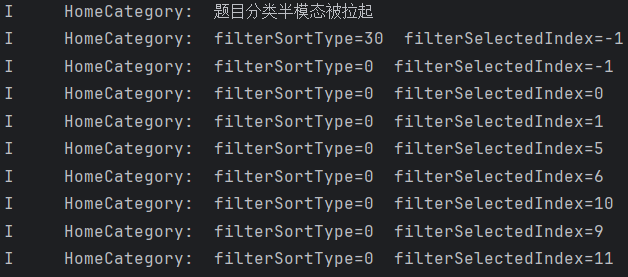 I HomeCategory: 题目分类半模态被拉起
I HomeCategory: filterSortType=30 filterSelectedIndex=-1
I HomeCategory: filterSortType=0 filterSelectedIndex=-1
I HomeCategory: filterSortType=0 filterSelectedIndex=0
I HomeCategory: filterSortType=0 filterSelectedIndex=1
I HomeCategory: filterSortType=0 filterSelectedIndex=5
I HomeCategory: filterSortType=0 filterSelectedIndex=6
I HomeCategory: filterSortType=0 filterSelectedIndex=10
I HomeCategory: filterSortType=0 filterSelectedIndex=9
I HomeCategory: filterSortType=0 filterSelectedIndex=11